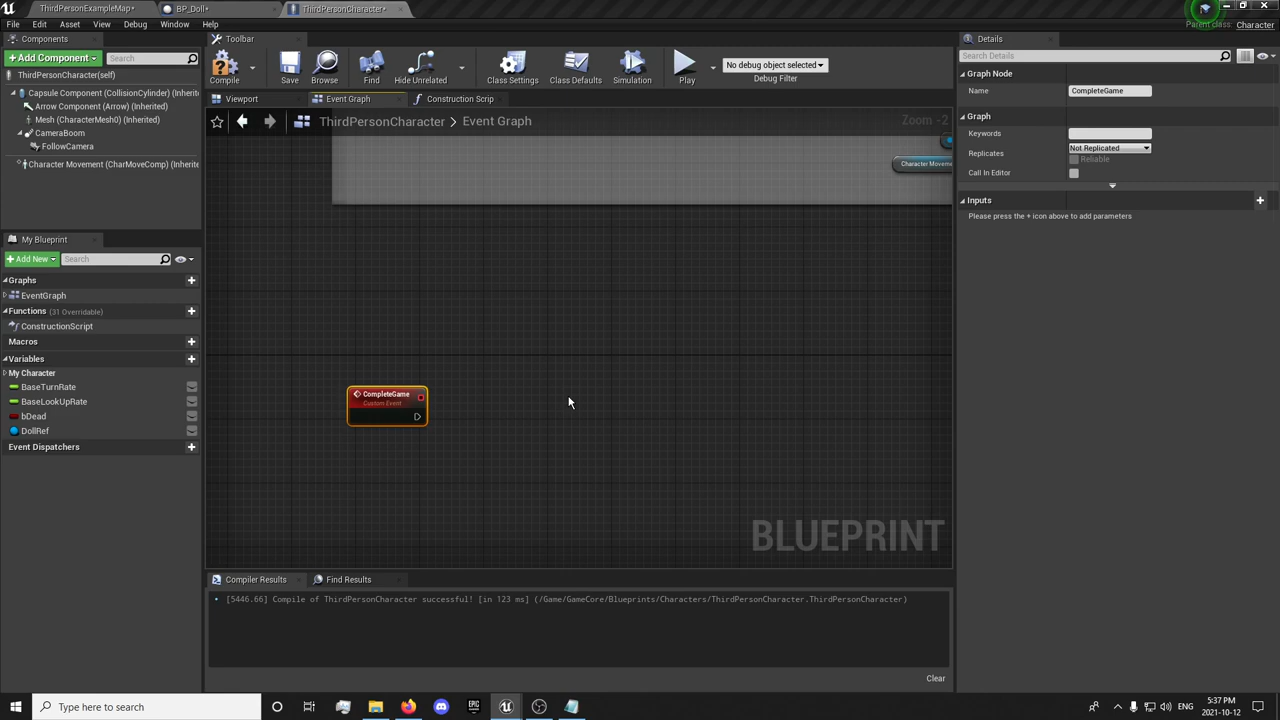 ThirdPersonExampleMap•
BP_Doll•
ThirdPersonCharacter•
Parent class: Character
File Edit Asset View Debug Window Help
Components
Toolbar
Details
+Add Component
Search
Search Details
ThirdPersonCharacter(self)
Compile
Save
Browse
Find
Hide Unrelated
Class Settings
Class Defaults
Simulation
Play
No debug object selected
Debug Filter
Graph Node
Name
CompleteGame
Capsule Component (CollisionCylinder) (Inherited)
Arrow Component (Arrow) (Inherited)
Mesh (CharacterMesh0) (Inherited)
CameraBoom
FollowCamera
Character Movement (CharMoveComp) (Inherite
Viewport
Event Graph
Construction Scrip
ThirdPersonCharacter > Event Graph
Zoom -2
Graph
Keywords
Replicates
Not Replicated
Reliable
Call In Editor
Character Movem
Inputs
Please press the + icon above to add parameters
My Blueprint
+Add New
Search
Graphs
EventGraph
Functions (31 Overridable)
ConstructionScript
Macros
Variables
My Character
BaseTurnRate
BaseLookUpRate
bDead
DollRef
Event Dispatchers
CompleteGame
Custom Event
BLUEPRINT
Compiler Results
Find Results
[5446.66] Compile of ThirdPersonCharacter successful! [in 123 ms] (/Game/GameCore/Blueprints/Characters/ThirdPersonCharacter.ThirdPersonCharacter)
Clear
Type here to search
EPIC
5:37 PM
2021-10-12